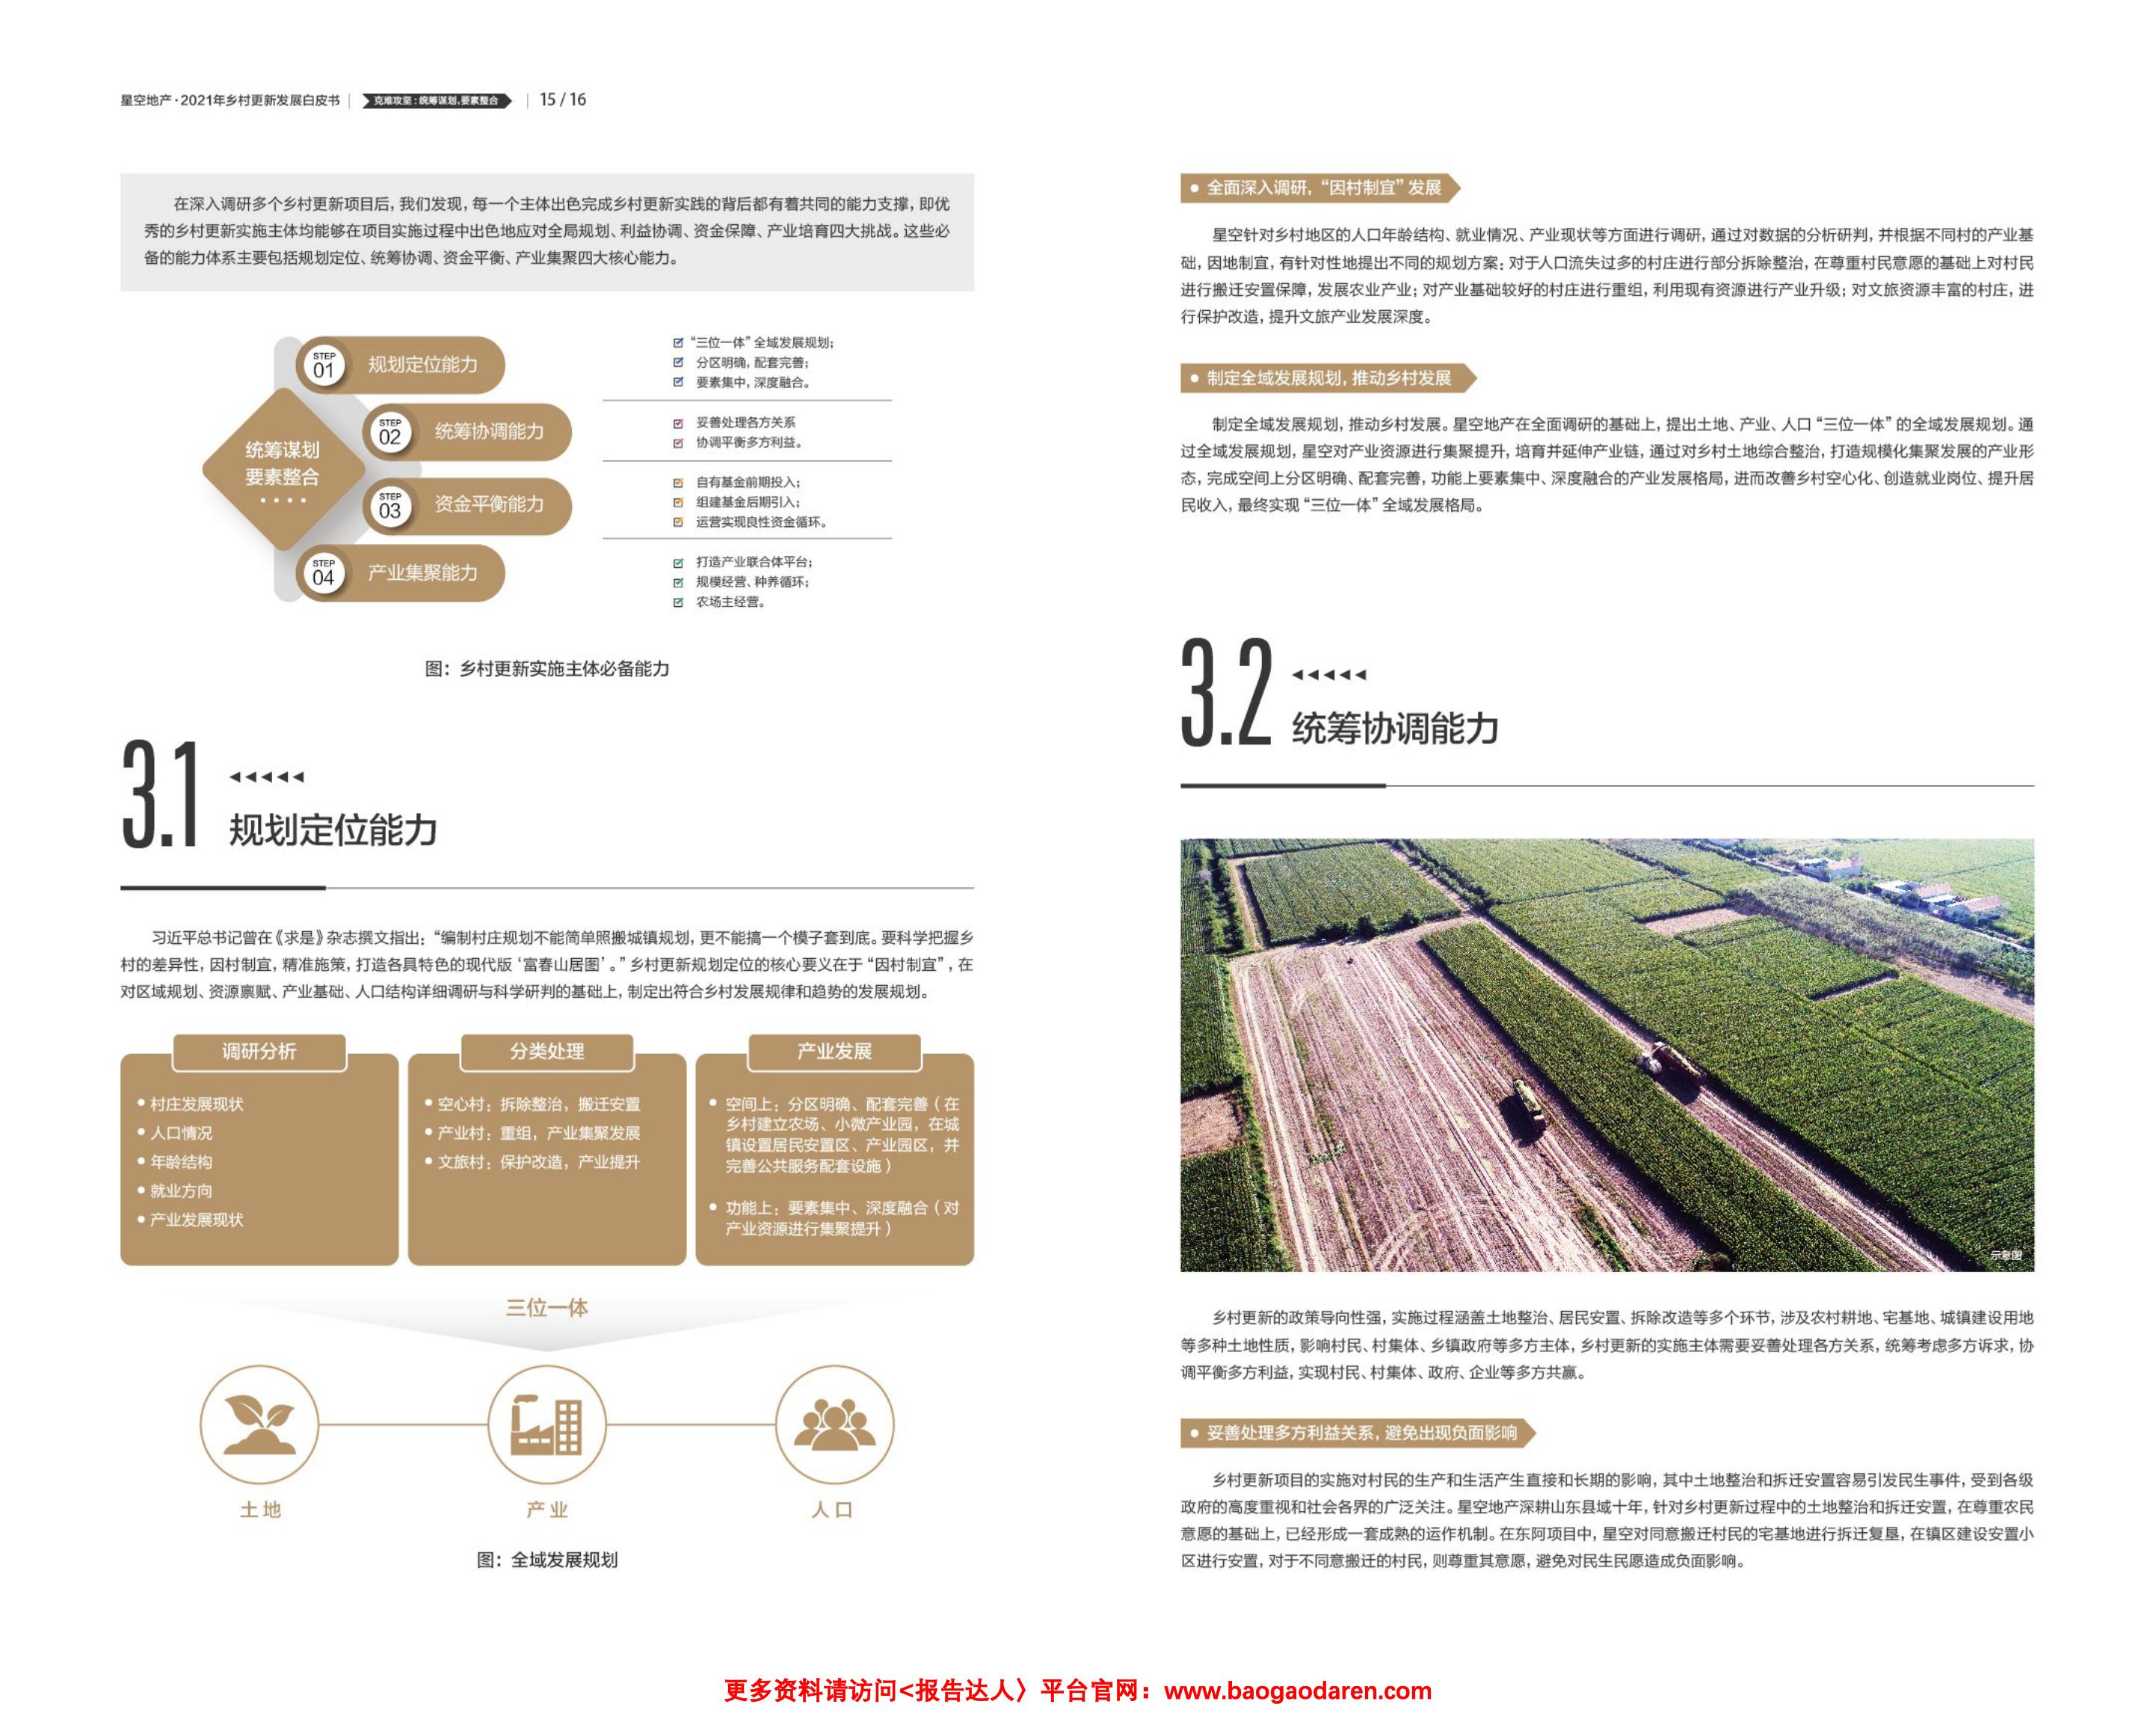 星空地产·2021年乡村更新发展白皮书
克难攻坚：统筹谋划，要素整合
15 / 16
在深入调研多个乡村更新项目后，我们发现，每一个主体出色完成乡村更新实践的背后都有着共同的能力支撑，即优
秀的乡村更新实施主体均能够在项目实施过程中出色地应对全局规划、利益协调、资金保障、产业培育四大挑战。这些必
备的能力体系主要包括规划定位、统筹协调、资金平衡、产业集聚四大核心能力。
统筹谋划
要素整合
STEP
01
规划定位能力
“三位一体”全域发展规划；
分区明确，配套完善；
要素集中，深度融合。
STEP
02
统筹协调能力
妥善处理各方关系
协调平衡多方利益。
STEP
03
资金平衡能力
自有基金前期投入；
组建基金后期引入；
运营实现良性资金循环。
STEP
04
产业集聚能力
打造产业联合体平台；
规模经营、种养循环；
农场主经营。
图：乡村更新实施主体必备能力
3.1
规划定位能力
习近平总书记曾在《求是》杂志撰文指出：“编制村庄规划不能简单照搬城镇规划，更不能搞一个模子套到底。要科学把握乡
村的差异性，因村制宜，精准施策，打造各具特色的现代版‘富春山居图’。”乡村更新规划定位的核心要义在于“因村制宜”，在
对区域规划、资源禀赋、产业基础、人口结构详细调研与科学研判的基础上，制定出符合乡村发展规律和趋势的发展规划。
调研分析
• 村庄发展现状
• 人口情况
• 年龄结构
• 就业方向
• 产业发展现状
分类处理
• 空心村：拆除整治，搬迁安置
• 产业村：重组，产业集聚发展
• 文旅村：保护改造，产业提升
产业发展
• 空间上：分区明确、配套完善（在
乡村建立农场、小微产业园，在城
镇设置居民安置区、产业园区，并
完善公共服务配套设施）
• 功能上：要素集中、深度融合（对
产业资源进行集聚提升）
三位一体
土地
产业
人口
图：全域发展规划
• 全面深入调研，“因村制宜”发展
星空针对乡村地区的人口年龄结构、就业情况、产业现状等方面进行调研，通过对数据的分析研判，并根据不同村的产业基
础，因地制宜，有针对性地提出不同的规划方案；对于人口流失过多的村庄进行部分拆除整治，在尊重村民意愿的基础上对村民
进行搬迁安置保障，发展农业产业；对产业基础较好的村庄进行重组，利用现有资源进行产业升级；对文旅资源丰富的村庄，进
行保护改造，提升文旅产业发展深度。
• 制定全域发展规划，推动乡村发展
制定全域发展规划，推动乡村发展。星空地产在全面调研的基础上，提出土地、产业、人口“三位一体”的全域发展规划。通
过全域发展规划，星空对产业资源进行集聚提升，培育并延伸产业链，通过对乡村土地综合整治，打造规模化集聚发展的产业形
态，完成空间上分区明确、配套完善，功能上要素集中、深度融合的产业发展格局，进而改善乡村空心化、创造就业岗位、提升居
民收入，最终实现“三位一体”全域发展格局。
3.2
统筹协调能力
示意图
乡村更新的政策导向性强，实施过程涵盖土地整治、居民安置、拆除改造等多个环节，涉及农村耕地、宅基地、城镇建设用地
等多种土地性质，影响村民、村集体、乡镇政府等多方主体，乡村更新的实施主体需要妥善处理各方关系，统筹考虑多方诉求，协
调平衡多方利益，实现村民、村集体、政府、企业等多方共赢。
• 妥善处理多方利益关系，避免出现负面影响
乡村更新项目的实施对村民的生产和生活产生直接和长期的影响，其中土地整治和拆迁安置容易引发民生事件，受到各级
政府的高度重视和社会各界的广泛关注。星空地产深耕山东县域十年，针对乡村更新过程中的土地整治和拆迁安置，在尊重农民
意愿的基础上，已经形成一套成熟的运作机制。在东阿项目中，星空对同意搬迁村民的宅基地进行拆迁复垦，在镇区建设安置小
区进行安置，对于不同意搬迁的村民，则尊重其意愿，避免对民生民愿造成负面影响。
更多资料请访问<报告达人〉平台官网：www.baogaodaren.com